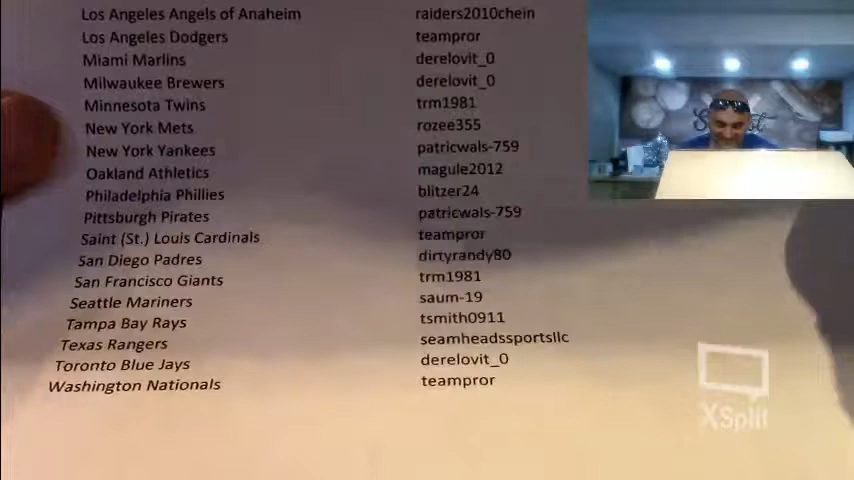 Los Angeles Angels of Anaheim raiders2010chein
Los Angeles Dodgers teampror
Miami Marlins derelovit_0
Milwaukee Brewers derelovit_0
Minnesota Twins trm1981
New York Mets rozee355
New York Yankees patricwals-759
Oakland Athletics magule2012
Philadelphia Phillies blitzer24
Pittsburgh Pirates patricwals-759
Saint (St.) Louis Cardinals teampror
San Diego Padres dirtyrandy80
San Francisco Giants trm1981
Seattle Mariners saum-19
Tampa Bay Rays tsmith0911
Texas Rangers seamheadssportsllc
Toronto Blue Jays derelovit_0
Washington Nationals teampror
XSplit